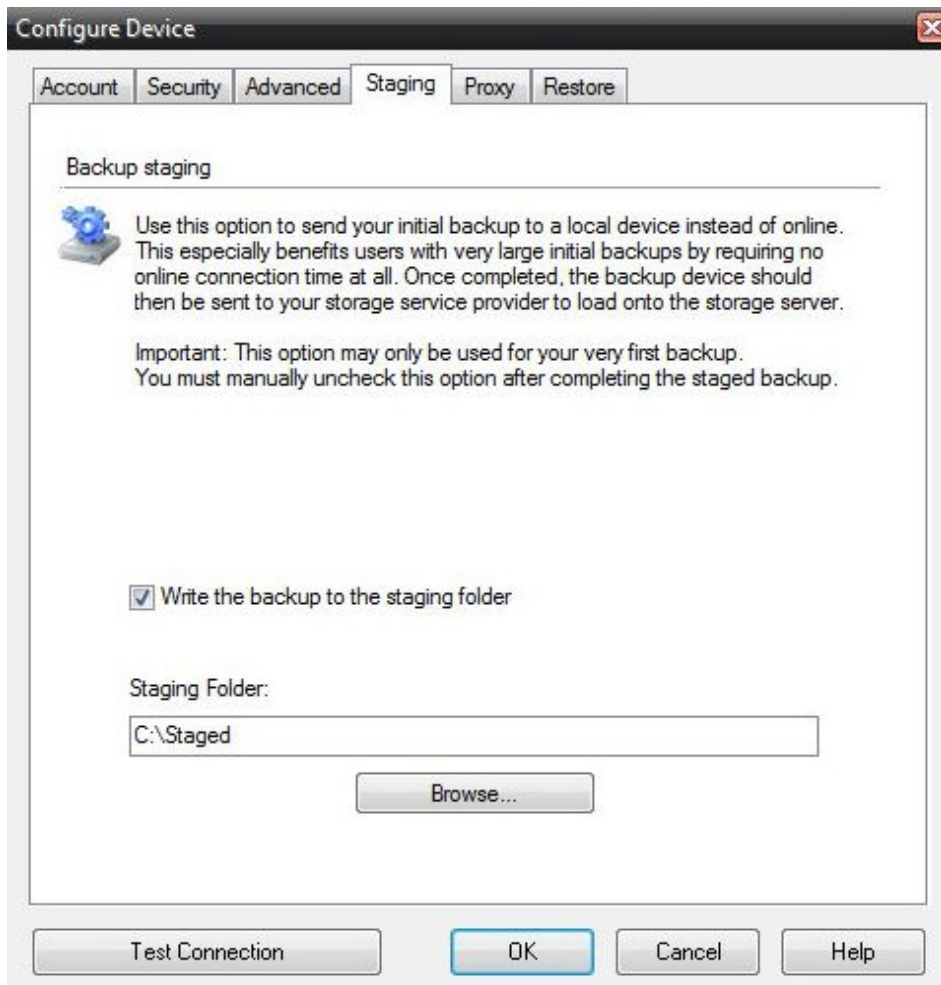 Configure Device
Account Security Advanced Staging Proxy Restore
Backup staging
Use this option to send your initial backup to a local device instead of online.
This especially benefits users with very large initial backups by requiring no
online connection time at all. Once completed, the backup device should
then be sent to your storage service provider to load onto the storage server.
Important: This option may only be used for your very first backup.
You must manually uncheck this option after completing the staged backup.
Write the backup to the staging folder
Staging Folder:
C:\Staged
Browse...
Test Connection OK Cancel Help